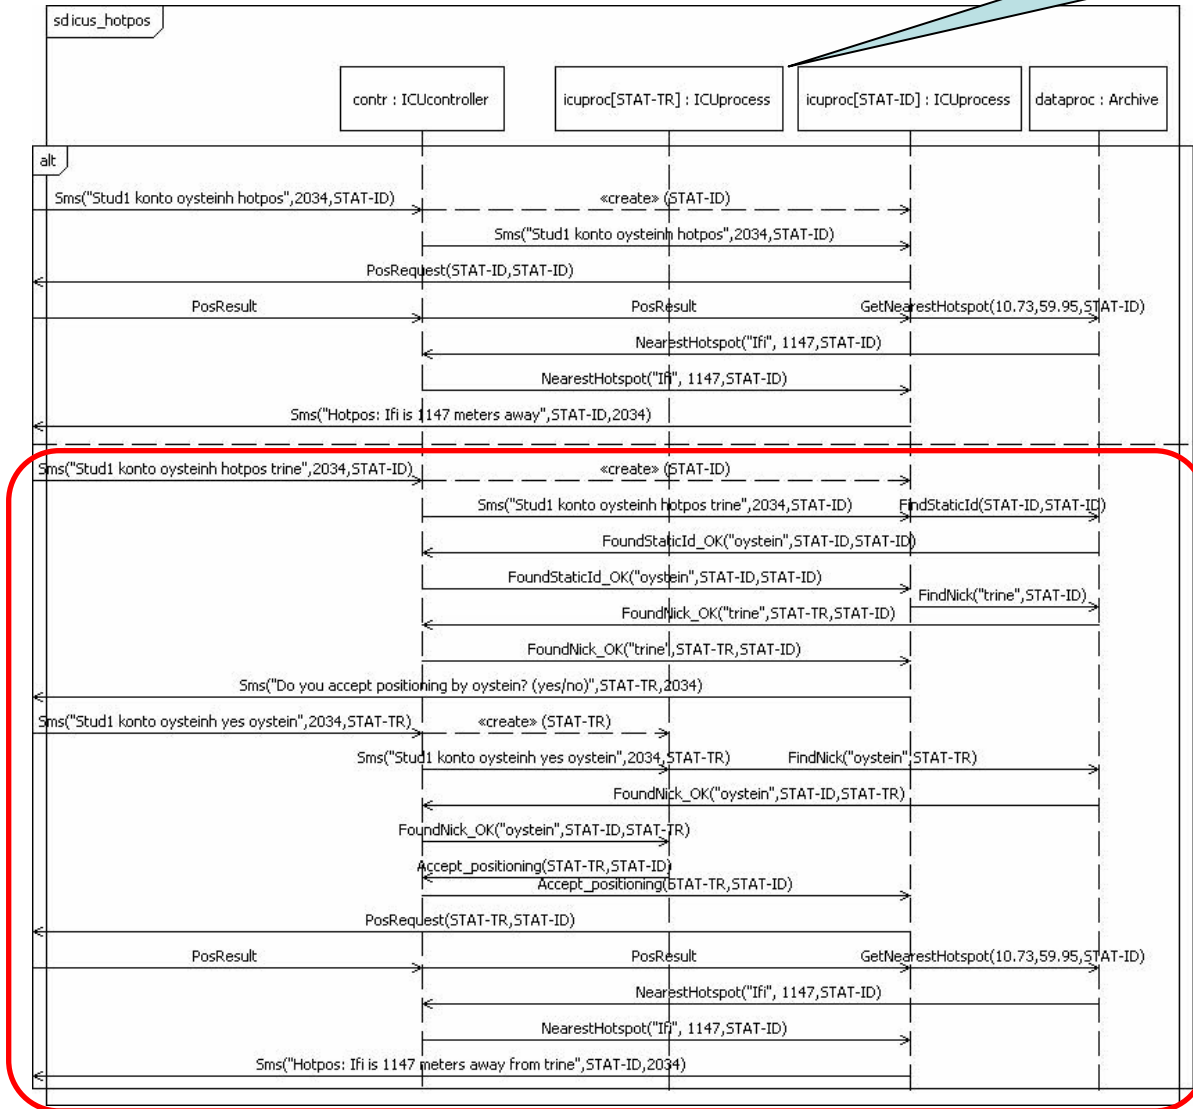 sd icus_hotpos
contr : ICUcontroller
icuproc[STAT-TR] : ICUprocess
icuproc[STAT-ID] : ICUprocess
dataproc : Archive
alt
Sms("Stud1 konto oysteinh hotpos",2034,STAT-ID)
«create» (STAT-ID)
Sms("Stud1 konto oysteinh hotpos",2034,STAT-ID)
PosRequest(STAT-ID,STAT-ID)
PosResult
PosResult
GetNearestHotspot(10.73,59.95,STAT-ID)
NearestHotspot("Ifi", 1147,STAT-ID)
NearestHotspot("Ifi", 1147,STAT-ID)
Sms("Hotpos: Ifi is 1147 meters away",STAT-ID,2034)
Sms("Stud1 konto oysteinh hotpos trine",2034,STAT-ID)
«create» (STAT-ID)
Sms("Stud1 konto oysteinh hotpos trine",2034,STAT-ID)
FindStaticId(STAT-ID,STAT-ID)
FoundStaticId_OK("oystein",STAT-ID,STAT-ID)
FoundStaticId_OK("oystein",STAT-ID,STAT-ID)
FindNick("trine",STAT-ID)
FoundNick_OK("trine",STAT-TR,STAT-ID)
FoundNick_OK("trine",STAT-TR,STAT-ID)
Sms("Do you accept positioning by oystein? (yes/no)",STAT-TR,2034)
Sms("Stud1 konto oysteinh yes oystein",2034,STAT-TR)
«create» (STAT-TR)
Sms("Stud1 konto oysteinh yes oystein",2034,STAT-TR)
FindNick("oystein",STAT-TR)
FoundNick_OK("oystein",STAT-ID,STAT-TR)
FoundNick_OK("oystein",STAT-ID,STAT-TR)
Accept_positioning(STAT-TR,STAT-ID)
Accept_positioning(STAT-TR,STAT-ID)
PosRequest(STAT-TR,STAT-ID)
PosResult
PosResult
GetNearestHotspot(10.73,59.95,STAT-ID)
NearestHotspot("Ifi", 1147,STAT-ID)
NearestHotspot("Ifi", 1147,STAT-ID)
Sms("Hotpos: Ifi is 1147 meters away from trine",STAT-ID,2034)